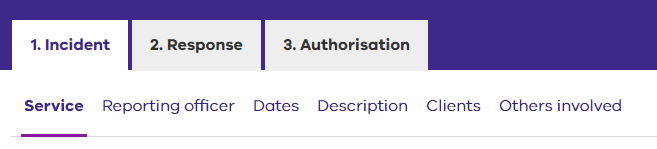 1. Incident 2. Response 3. Authorisation
Service Reporting officer Dates Description Clients Others involved